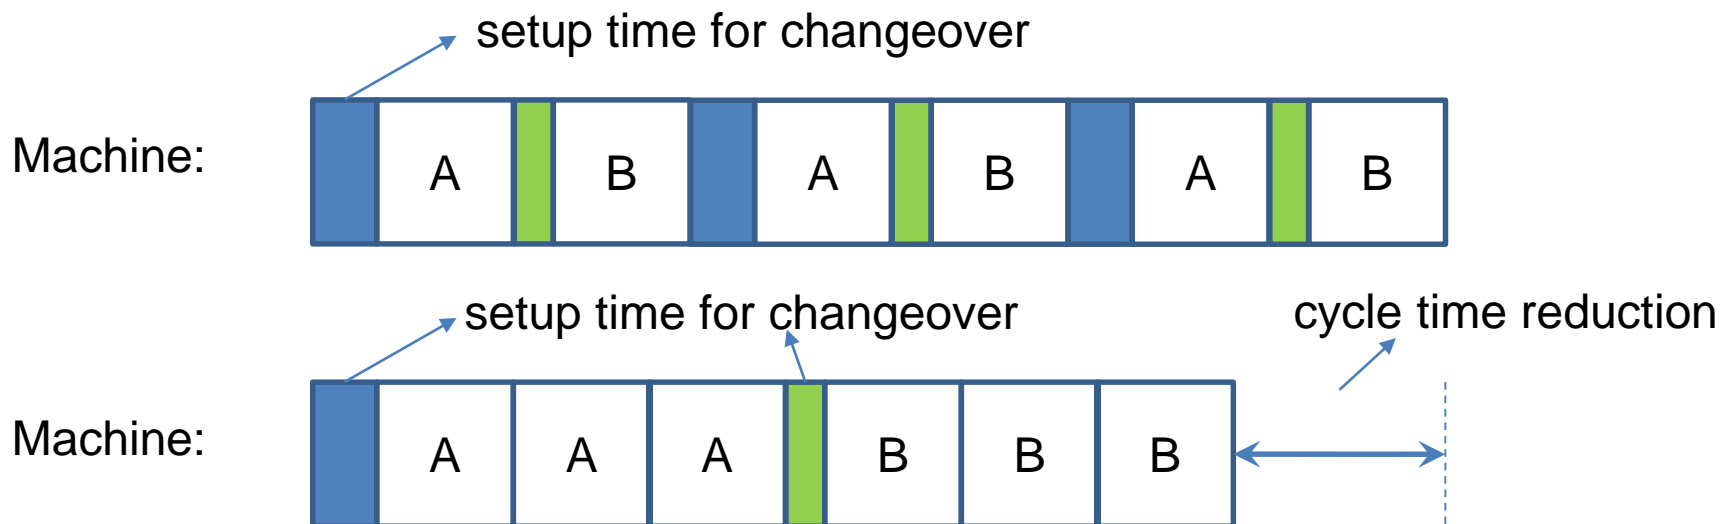 setup time for changeover
Machine: A B A B A B
setup time for changeover cycle time reduction
Machine: A A A B B B